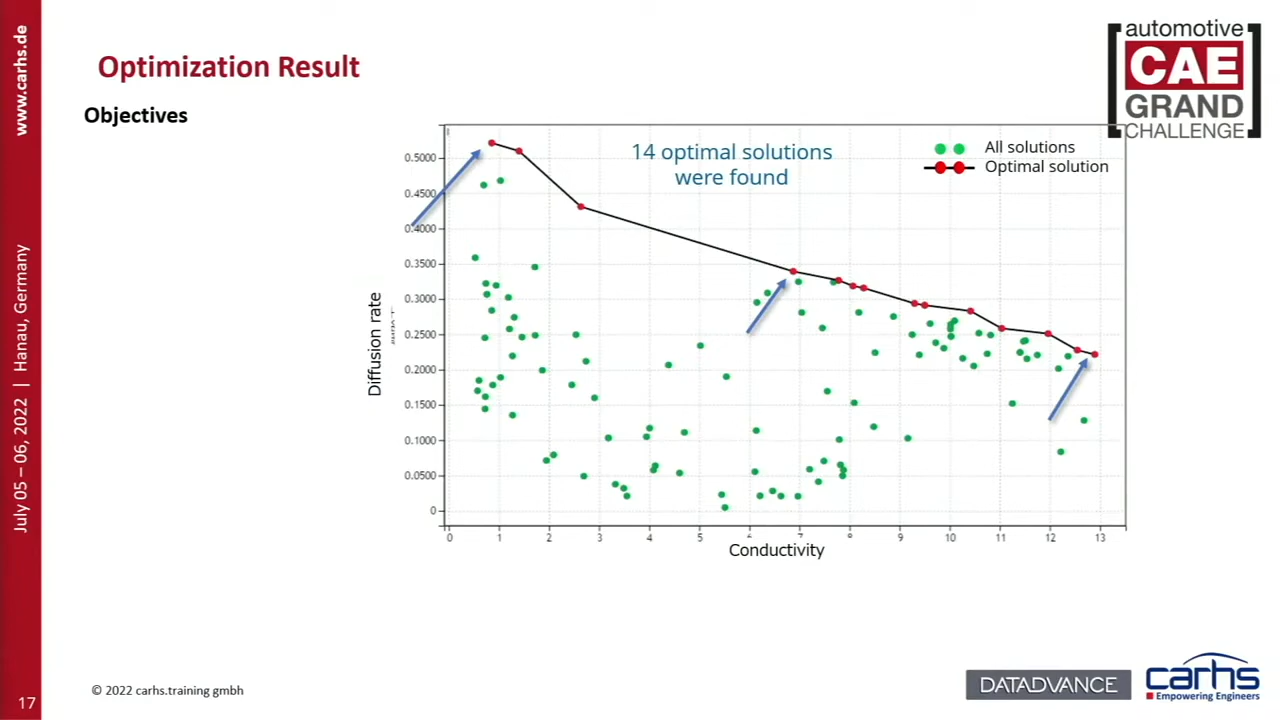 www.carhs.de
July 05 – 06, 2022 | Hanau, Germany
17
Optimization Result
Objectives
automotive
CAE
GRAND
CHALLENGE
14 optimal solutions
were found
All solutions
Optimal solution
Diffusion rate
0.5000
0.4500
0.4000
0.3500
0.3000
0.2500
0.2000
0.1500
0.1000
0.0500
0
0 1 2 3 4 5 6 7 8 9 10 11 12 13
Conductivity
© 2022 carhs.training gmbh
DATADVANCE
carhs
Empowering Engineers